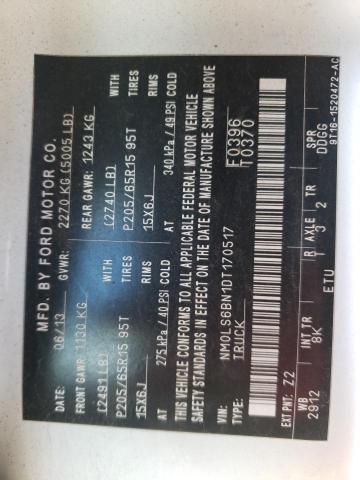 MFD. BY FORD MOTOR CO.
DATE: 06/13 GVWR: 2270 KG (5005 LB)
FRONT GAWR: 1130 KG REAR GAWR: 1243 KG
(2491 LB) WITH (2740 LB) WITH
P205/65R15 95T TIRES P205/65R15 95T TIRES
15X6J RIMS 15X6J RIMS
AT 275 kPa/ 40 PSI COLD AT 340 kPa/ 49 PSI COLD
THIS VEHICLE CONFORMS TO ALL APPLICABLE FEDERAL MOTOR VEHICLE
SAFETY STANDARDS IN EFFECT ON THE DATE OF MANUFACTURE SHOWN ABOVE
VIN: NM0LS6BN1DT170517 F0396
TYPE: TRUCK T0370
EXT PNT: Z2
WB INT TR R AXLE TR SPR
2912 8K 3 2 DDGG
ETU 9T16-1520472-AC